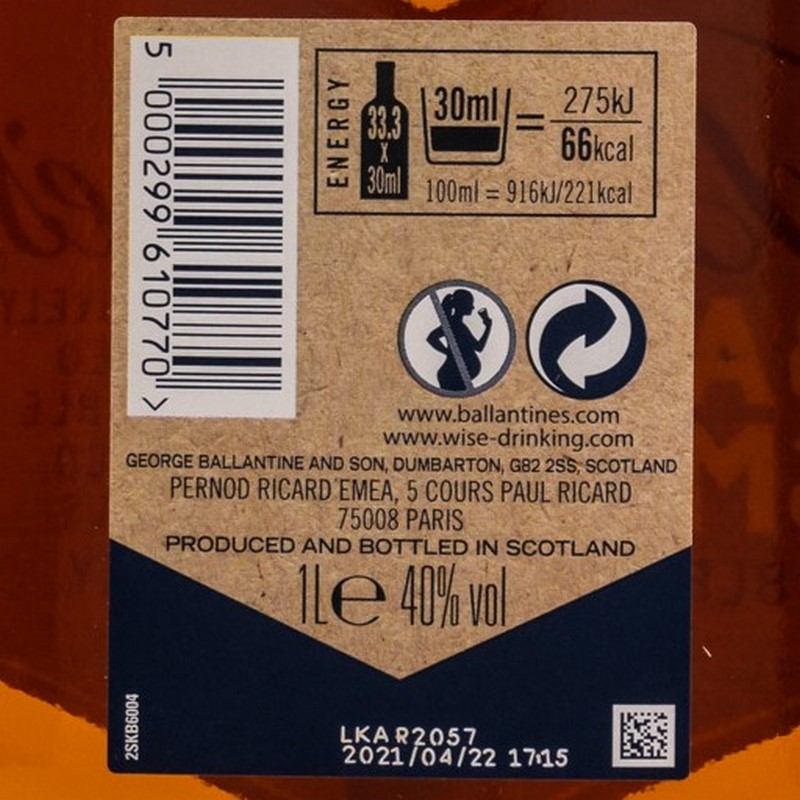 5 000299 610770 >
ENERGY
33.3
x
30ml
30ml
=
275kJ
66kcal
100ml = 916kJ/221kcal
www.ballantines.com
www.wise-drinking.com
GEORGE BALLANTINE AND SON, DUMBARTON, G82 2SS, SCOTLAND
PERNOD RICARD EMEA, 5 COURS PAUL RICARD
75008 PARIS
PRODUCED AND BOTTLED IN SCOTLAND
1L e 40% vol
2SKB6004
LKAR2057
2021/04/22 17:15